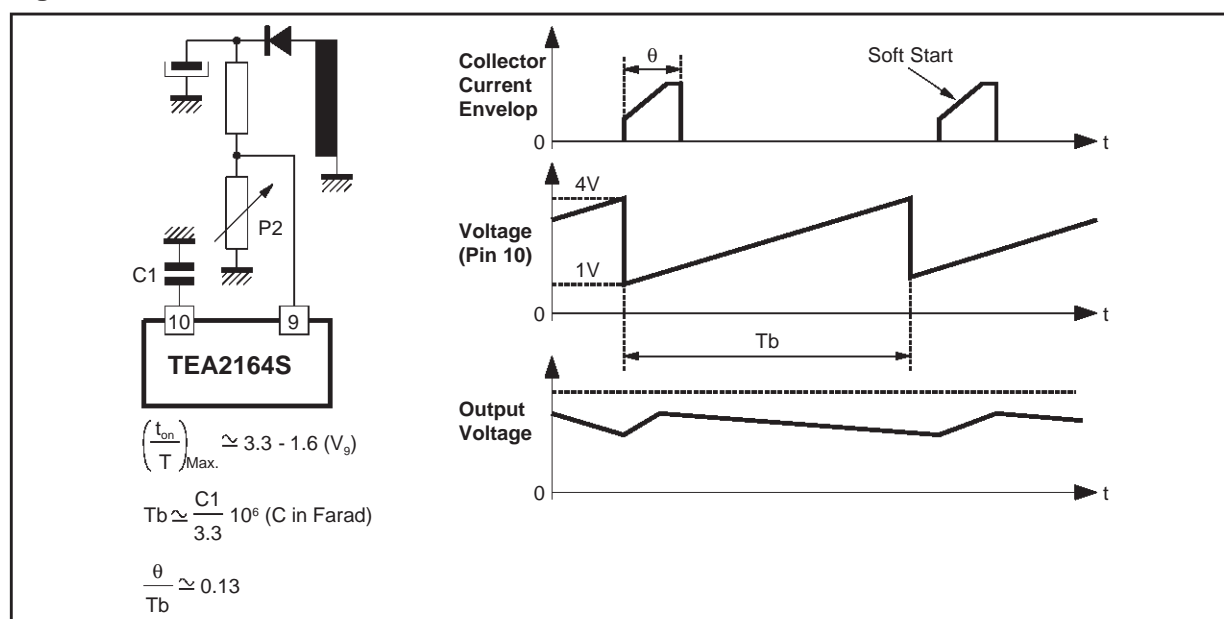 P2
C1
10
9
TEA2164S
(t_on / T)Max. ≃ 3.3 - 1.6 (V₉)
Tb ≃ C1 / 3.3 10⁶ (C in Farad)
θ / Tb ≃ 0.13
Collector
Current
Envelop
θ
Soft Start
0
t
4V
Voltage
(Pin 10)
1V
0
t
Tb
Output
Voltage
0
t